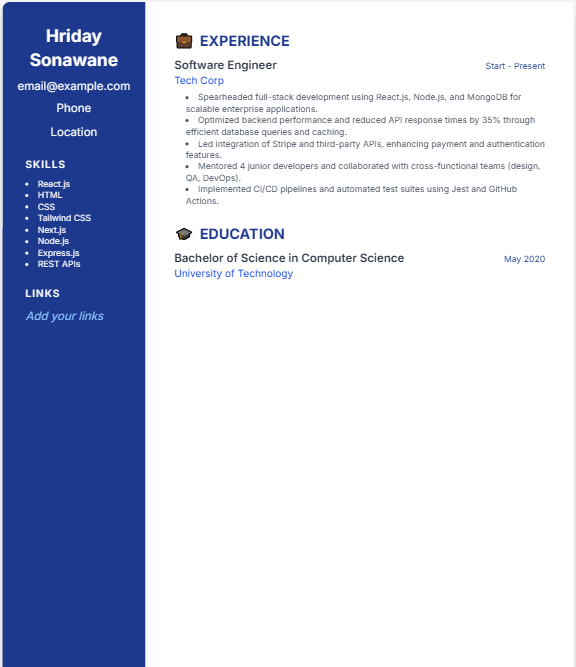 Hriday
Sonawane
email@example.com
Phone
Location
SKILLS
• React.js
• HTML
• CSS
• Tailwind CSS
• Next.js
• Node.js
• Express.js
• REST APIs
LINKS
Add your links
EXPERIENCE
Software Engineer
Start - Present
Tech Corp
• Spearheaded full-stack development using React.js, Node.js, and MongoDB for
scalable enterprise applications.
• Optimized backend performance and reduced API response times by 35% through
efficient database queries and caching.
• Led integration of Stripe and third-party APIs, enhancing payment and authentication
features.
• Mentored 4 junior developers and collaborated with cross-functional teams (design,
QA, DevOps).
• Implemented CI/CD pipelines and automated test suites using Jest and GitHub
Actions.
EDUCATION
Bachelor of Science in Computer Science
May 2020
University of Technology